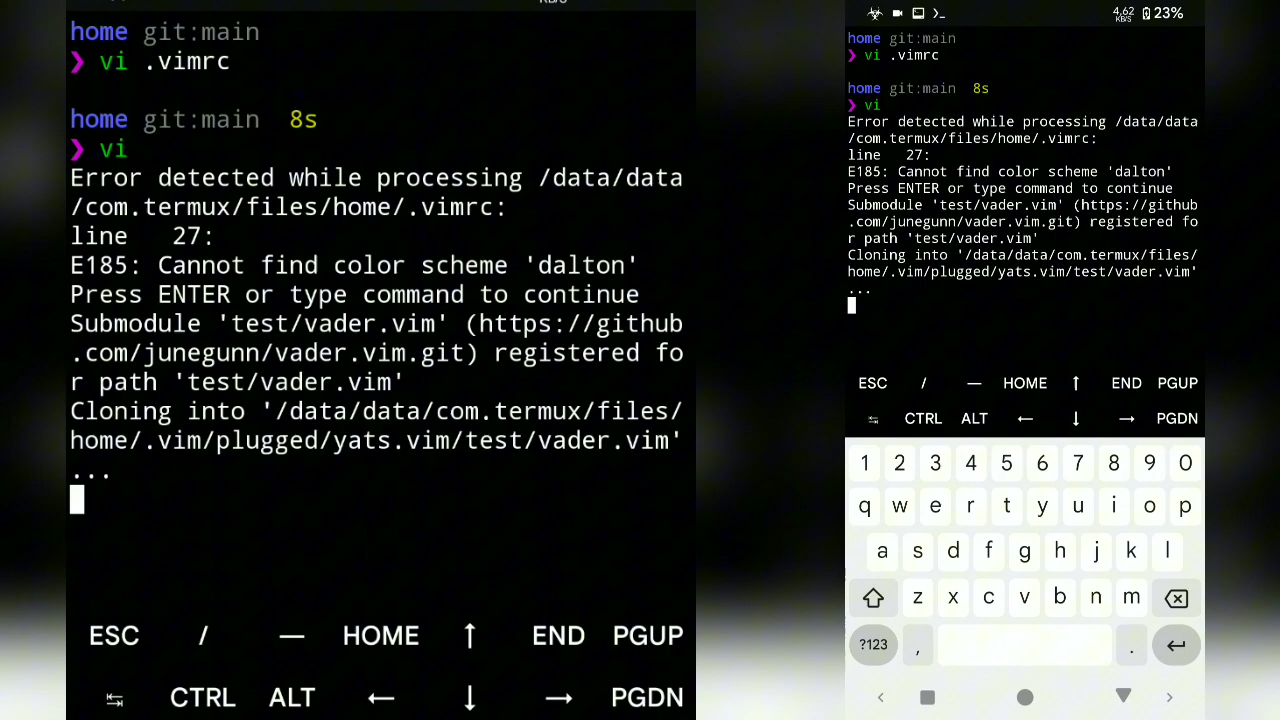 KB/S
home git:main
❯ vi .vimrc
home git:main  8s
❯ vi
Error detected while processing /data/data
/com.termux/files/home/.vimrc:
line   27:
E185: Cannot find color scheme 'dalton'
Press ENTER or type command to continue
Submodule 'test/vader.vim' (https://github
.com/junegunn/vader.vim.git) registered fo
r path 'test/vader.vim'
Cloning into '/data/data/com.termux/files/
home/.vim/plugged/yats.vim/test/vader.vim'
...
ESC / — HOME ↑ END PGUP
↹ CTRL ALT ← ↓ → PGDN
4.62 KB/S 23%
home git:main
❯ vi .vimrc
home git:main  8s
❯ vi
Error detected while processing /data/data
/com.termux/files/home/.vimrc:
line   27:
E185: Cannot find color scheme 'dalton'
Press ENTER or type command to continue
Submodule 'test/vader.vim' (https://github
.com/junegunn/vader.vim.git) registered fo
r path 'test/vader.vim'
Cloning into '/data/data/com.termux/files/
home/.vim/plugged/yats.vim/test/vader.vim'
...
ESC / — HOME ↑ END PGUP
↹ CTRL ALT ← ↓ → PGDN
1 2 3 4 5 6 7 8 9 0
q w e r t y u i o p
a s d f g h j k l
z x c v b n m
?123 , .